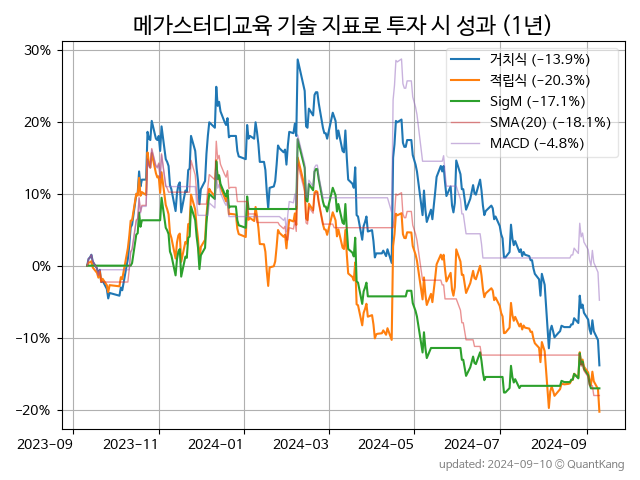 메가스터디교육 기술 지표로 투자 시 성과 (1년)
거치식 (−13.9%)
적립식 (−20.3%)
SigM (−17.1%)
SMA(20) (−18.1%)
MACD (−4.8%)
30%
20%
10%
0%
−10%
−20%
2023-09 2023-11 2024-01 2024-03 2024-05 2024-07 2024-09
updated: 2024-09-10 © QuantKang